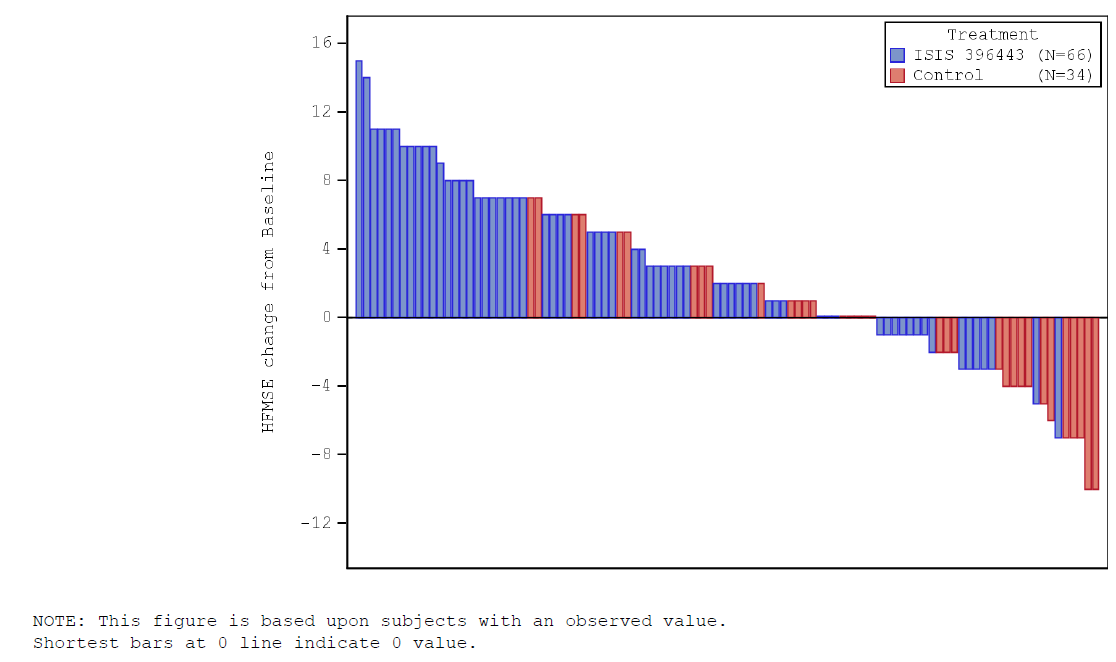 Treatment
ISIS 396443 (N=66)
Control (N=34)
HFMSE change from Baseline
16
12
8
4
0
-4
-8
-12
NOTE: This figure is based upon subjects with an observed value.
Shortest bars at 0 line indicate 0 value.